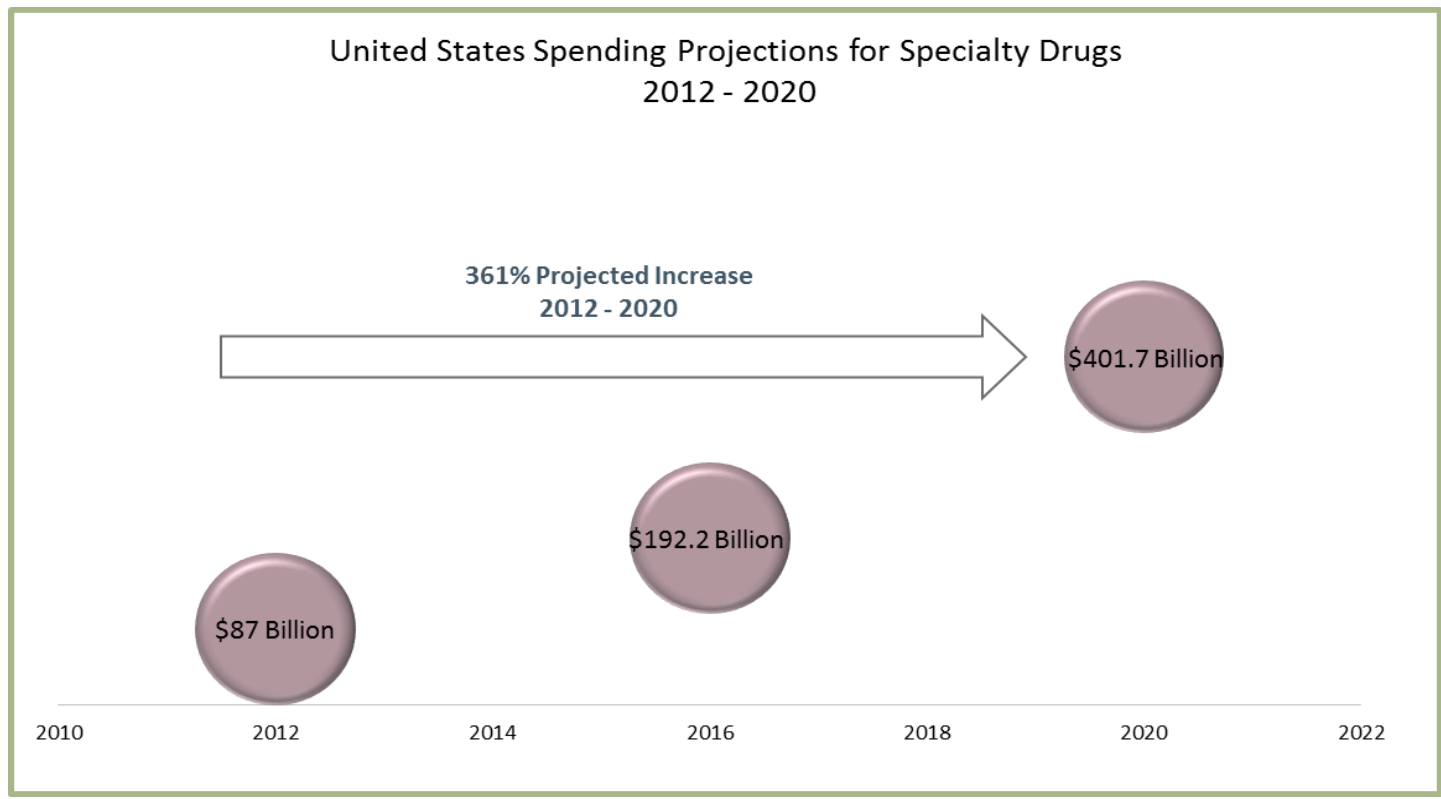 United States Spending Projections for Specialty Drugs
2012 - 2020
361% Projected Increase
2012 - 2020
$401.7 Billion
$192.2 Billion
$87 Billion
2010 2012 2014 2016 2018 2020 2022